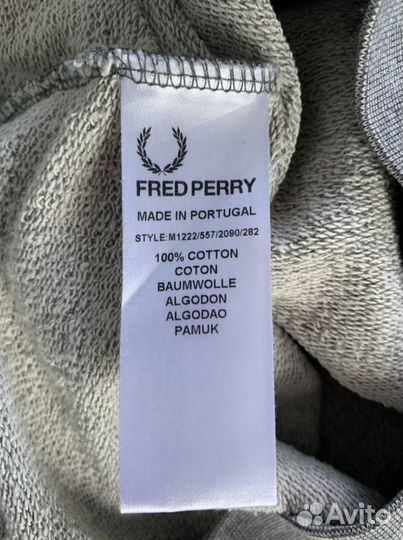 FRED PERRY
MADE IN PORTUGAL
STYLE:M1222/557/2090/282
100% COTTON
COTON
BAUMWOLLE
ALGODON
ALGODAO
PAMUK
Avito